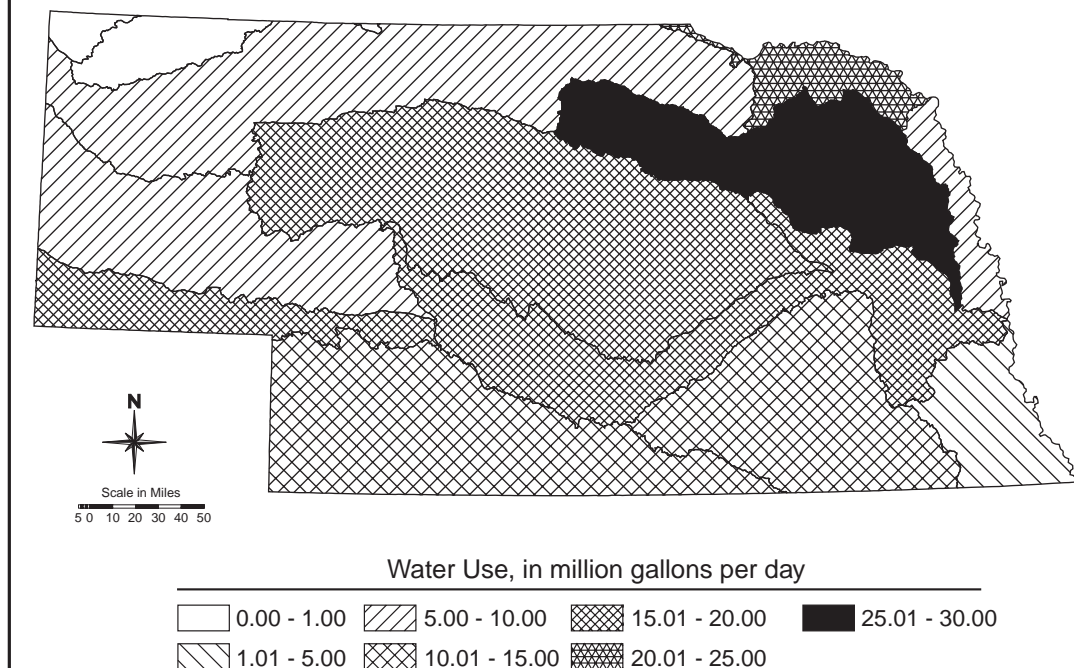 N
Scale in Miles
5 0 10 20 30 40 50
Water Use, in million gallons per day
0.00 - 1.00 5.00 - 10.00 15.01 - 20.00 25.01 - 30.00
1.01 - 5.00 10.01 - 15.00 20.01 - 25.00